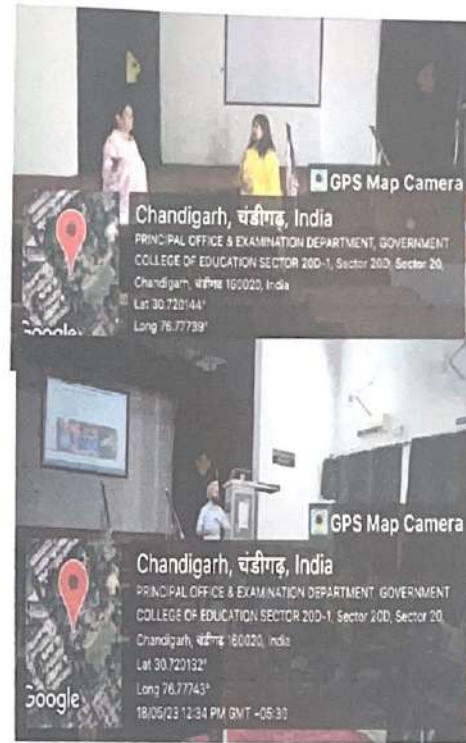 GPS Map Camera
Chandigarh, चंडीगढ़, India
PRINCIPAL OFFICE & EXAMINATION DEPARTMENT, GOVERNMENT
COLLEGE OF EDUCATION SECTOR 20D-1, Sector 20D, Sector 20,
Chandigarh, चंडीगढ़ 160020, India
Lat 30.720144°
Long 76.77739°
Google
GPS Map Camera
Chandigarh, चंडीगढ़, India
PRINCIPAL OFFICE & EXAMINATION DEPARTMENT, GOVERNMENT
COLLEGE OF EDUCATION SECTOR 20D-1, Sector 20D, Sector 20,
Chandigarh, चंडीगढ़ 160020, India
Lat 30.720132°
Long 76.77743°
18/05/23 12:34 PM GMT +05:30
Google